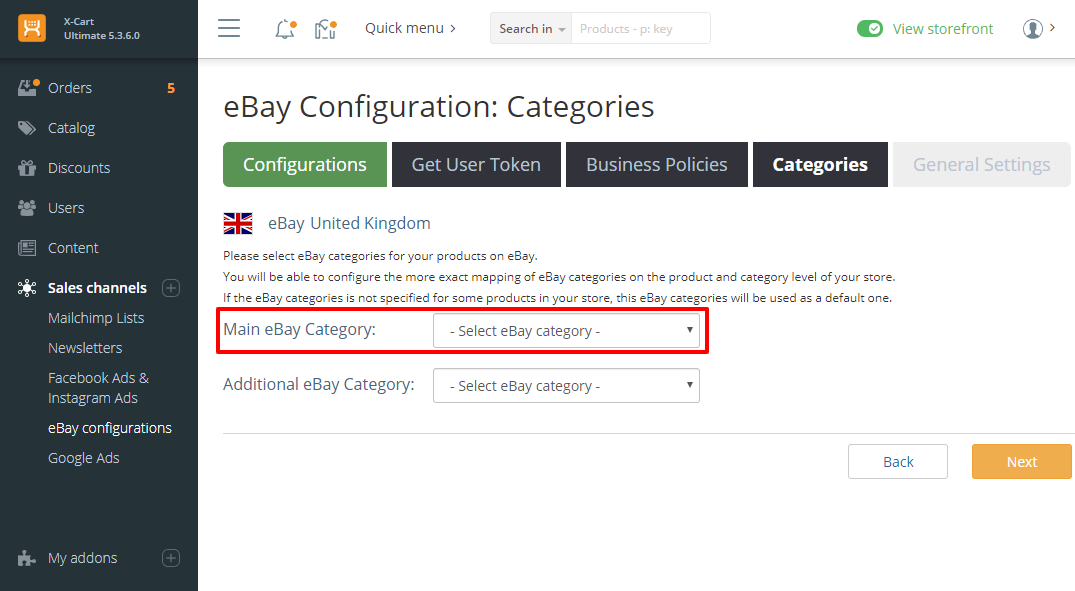 X-Cart
Ultimate 5.3.6.0
Quick menu
Search in
Products - p: key
View storefront
Orders 5
Catalog
Discounts
Users
Content
Sales channels
Mailchimp Lists
Newsletters
Facebook Ads &
Instagram Ads
eBay configurations
Google Ads
My addons
eBay Configuration: Categories
Configurations
Get User Token
Business Policies
Categories
General Settings
eBay United Kingdom
Please select eBay categories for your products on eBay.
You will be able to configure the more exact mapping of eBay categories on the product and category level of your store.
If the eBay categories is not specified for some products in your store, this eBay categories will be used as a default one.
Main eBay Category: - Select eBay category -
Additional eBay Category: - Select eBay category -
Back
Next